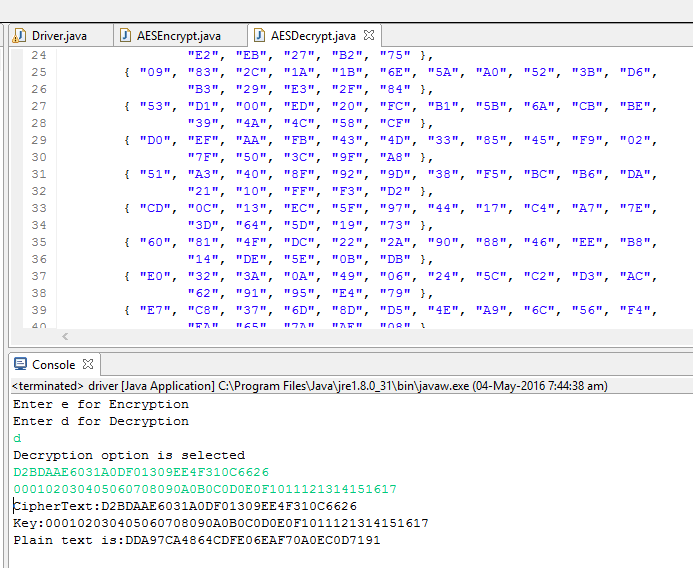 Driver.java AESEncrypt.java AESDecrypt.java
24 "E2", "EB", "27", "B2", "75" },
25 { "09", "83", "2C", "1A", "1B", "6E", "5A", "A0", "52", "3B", "D6",
26 "B3", "29", "E3", "2F", "84" },
27 { "53", "D1", "00", "ED", "20", "FC", "B1", "5B", "6A", "CB", "BE",
28 "39", "4A", "4C", "58", "CF" },
29 { "D0", "EF", "AA", "FB", "43", "4D", "33", "85", "45", "F9", "02",
30 "7F", "50", "3C", "9F", "A8" },
31 { "51", "A3", "40", "8F", "92", "9D", "38", "F5", "BC", "B6", "DA",
32 "21", "10", "FF", "F3", "D2" },
33 { "CD", "0C", "13", "EC", "5F", "97", "44", "17", "C4", "A7", "7E",
34 "3D", "64", "5D", "19", "73" },
35 { "60", "81", "4F", "DC", "22", "2A", "90", "88", "46", "EE", "B8",
36 "14", "DE", "5E", "0B", "DB" },
37 { "E0", "32", "3A", "0A", "49", "06", "24", "5C", "C2", "D3", "AC",
38 "62", "91", "95", "E4", "79" },
39 { "E7", "C8", "37", "6D", "8D", "D5", "4E", "A9", "6C", "56", "F4",
40 "EA", "65", "7A", "AE", "08" },
Console
<terminated> driver [Java Application] C:\Program Files\Java\jre1.8.0_31\bin\javaw.exe (04-May-2016 7:44:38 am)
Enter e for Encryption
Enter d for Decryption
d
Decryption option is selected
D2BDAAE6031A0DF01309EE4F310C6626
000102030405060708090A0B0C0D0E0F1011121314151617
CipherText:D2BDAAE6031A0DF01309EE4F310C6626
Key:000102030405060708090A0B0C0D0E0F1011121314151617
Plain text is:DDA97CA4864CDFE06EAF70A0EC0D7191